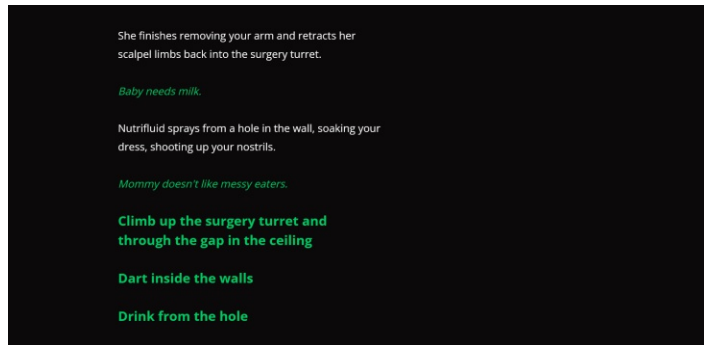 She finishes removing your arm and retracts her
scalpel limbs back into the surgery turret.
Baby needs milk.
Nutrifluid sprays from a hole in the wall, soaking your
dress, shooting up your nostrils.
Mommy doesn't like messy eaters.
Climb up the surgery turret and
through the gap in the ceiling
Dart inside the walls
Drink from the hole